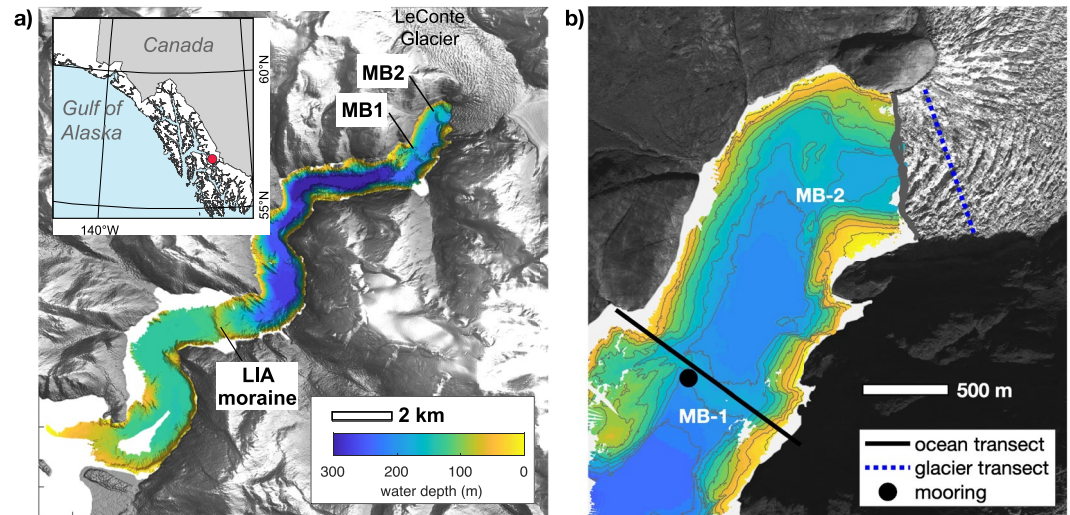 a)
Canada
Gulf of
Alaska
60°N
55°N
140°W
LeConte
Glacier
MB2
MB1
LIA
moraine
2 km
300 200 100 0
water depth (m)
b)
MB-2
MB-1
500 m
ocean transect
glacier transect
mooring